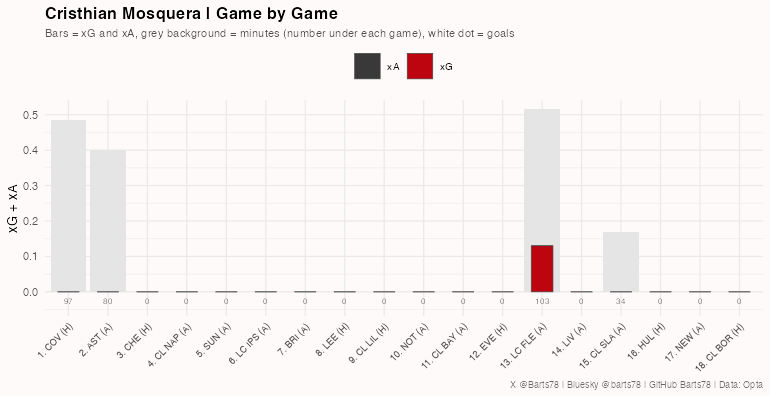 Cristhian Mosquera | Game by Game
Bars = xG and xA, grey background = minutes (number under each game), white dot = goals
xA xG
xG + xA
0.5
0.4
0.3
0.2
0.1
0.0
97 80 0 0 0 0 0 0 0 0 0 0 103 0 34 0 0 0
1. COV (H)
2. AST (A)
3. CHE (H)
4. CL NAP (A)
5. SUN (A)
6. LC IPS (A)
7. BRI (A)
8. LEE (H)
9. CL LIL (H)
10. NOT (A)
11. CL BAY (A)
12. EVE (H)
13. LC FLE (A)
14. LIV (A)
15. CL SLA (A)
16. HUL (H)
17. NEW (A)
18. CL BOR (H)
X @Barts78 | Bluesky @barts78 | GitHub Barts78 | Data: Opta